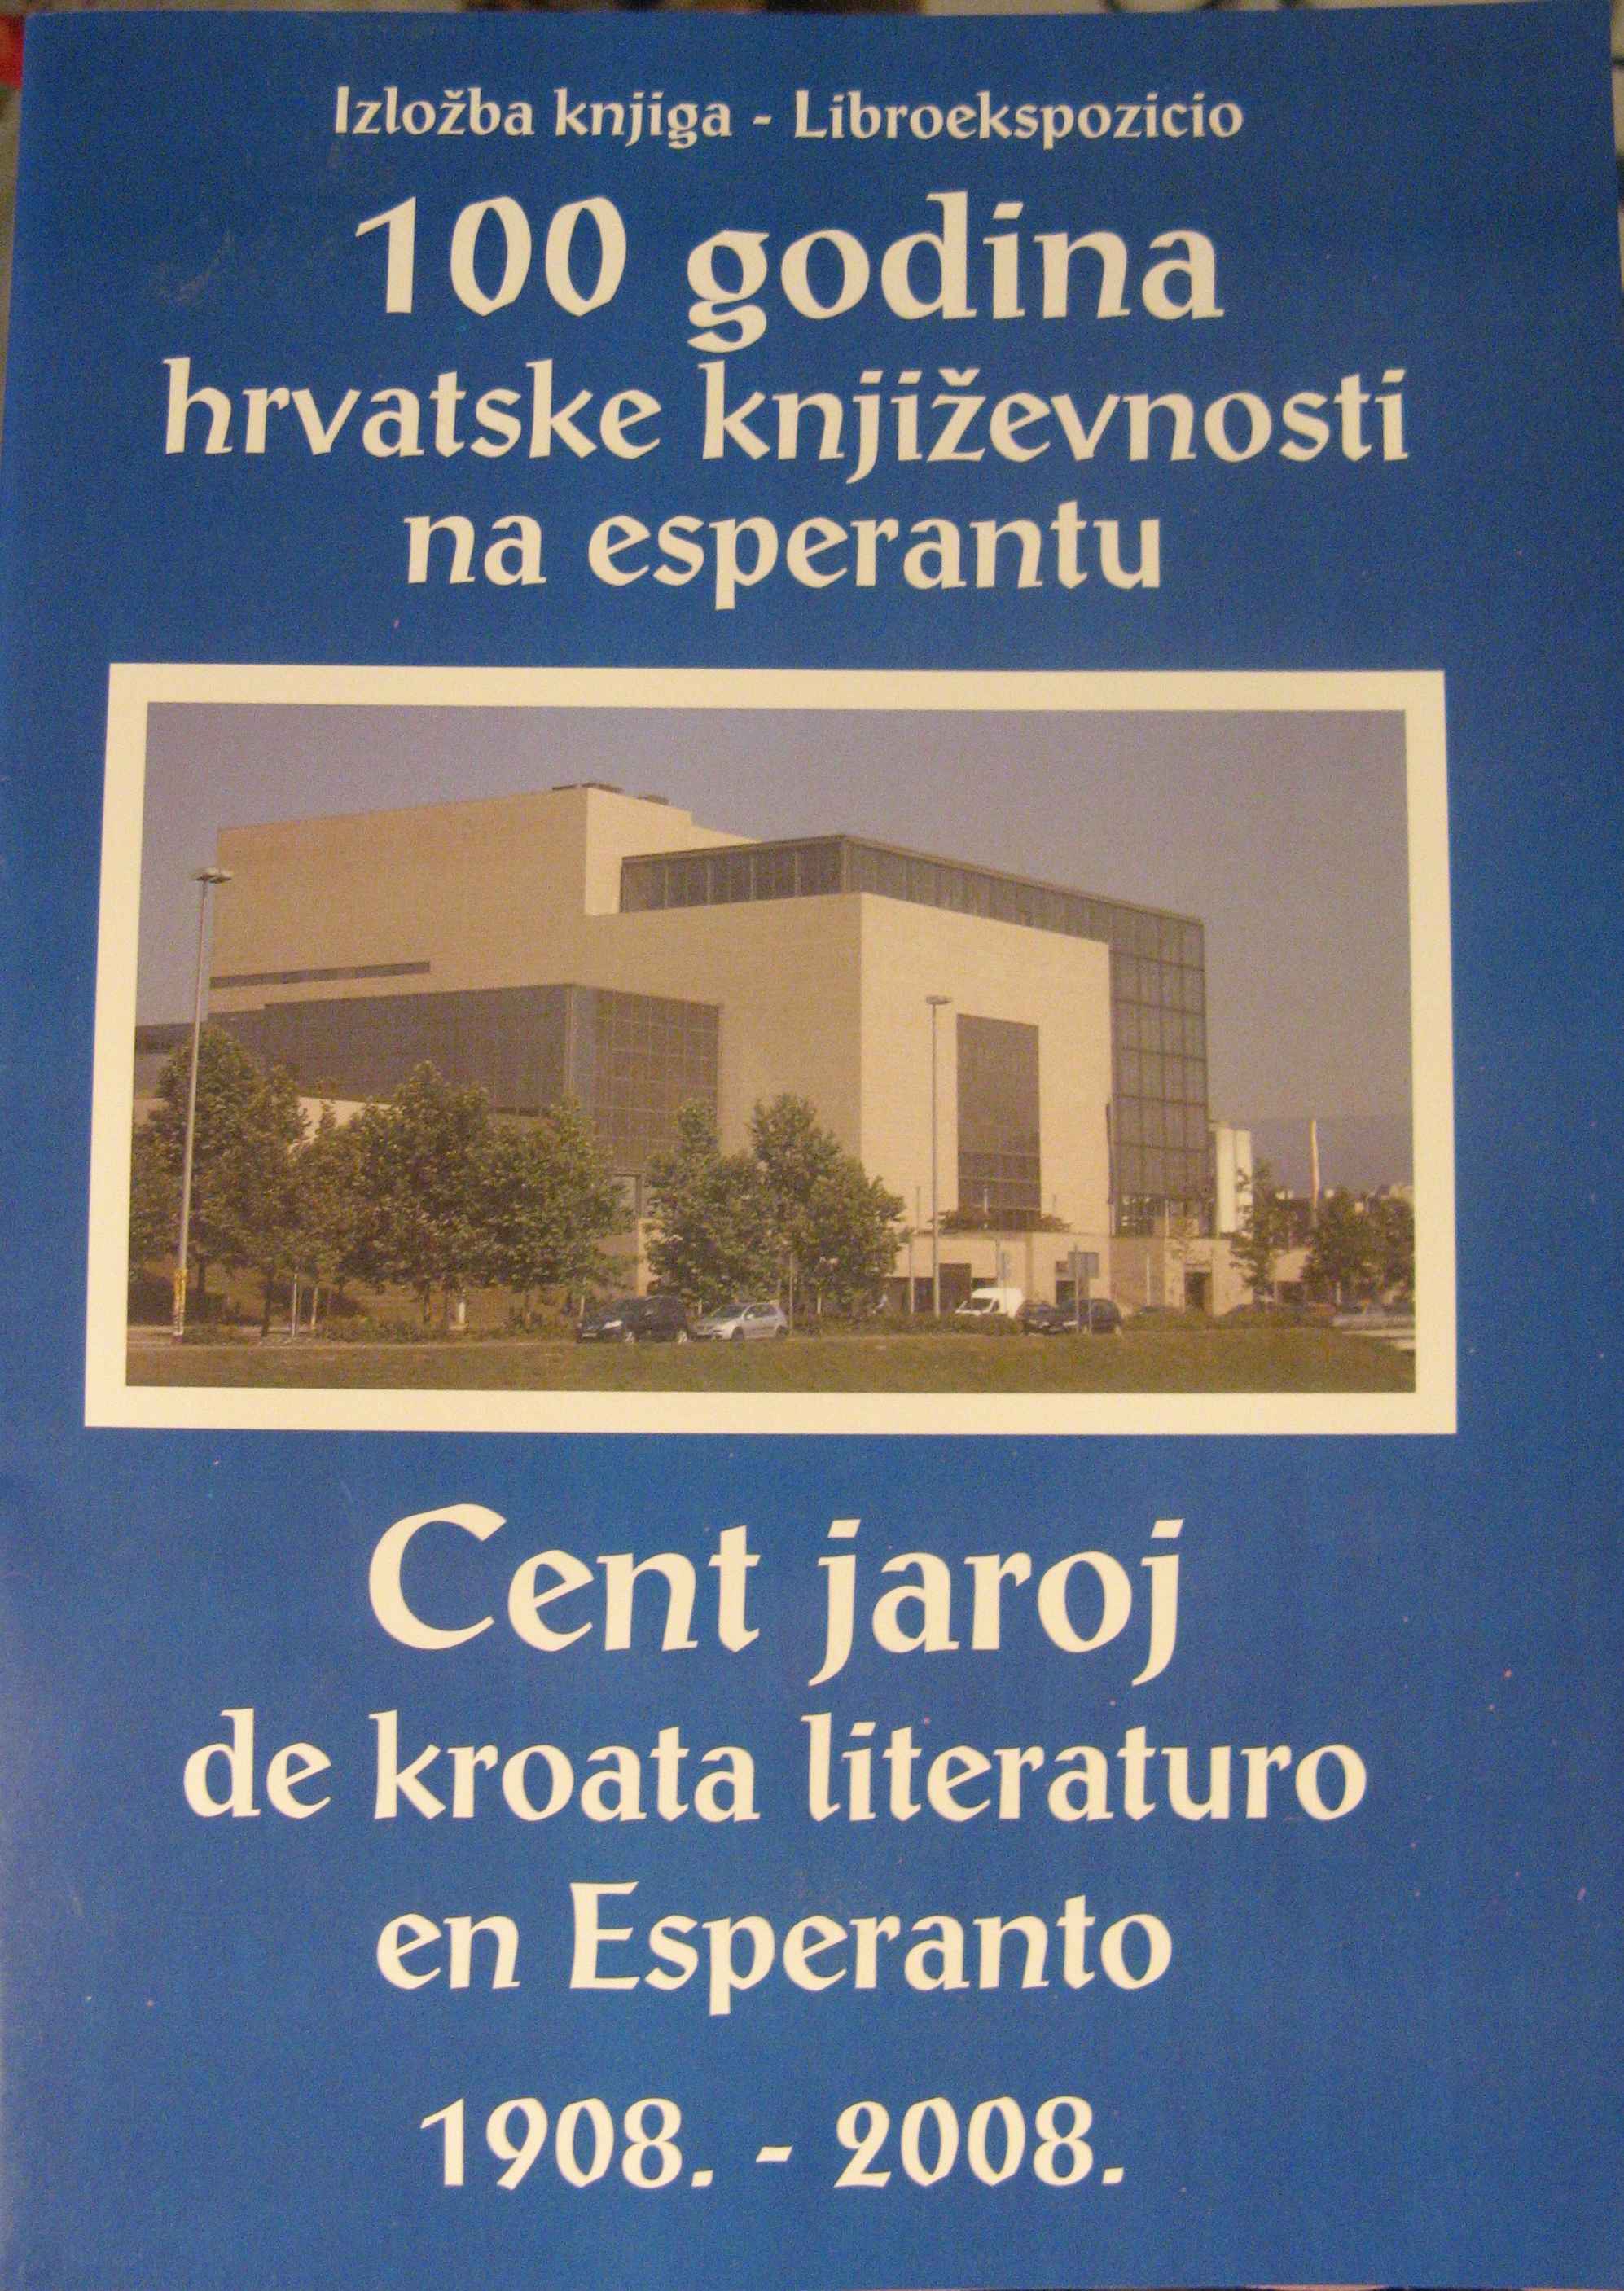 Izložba knjiga - Libroekspozicio
100 godina
hrvatske književnosti
na esperantu
Cent jaroj
de kroata literaturo
en Esperanto
1908. - 2008.